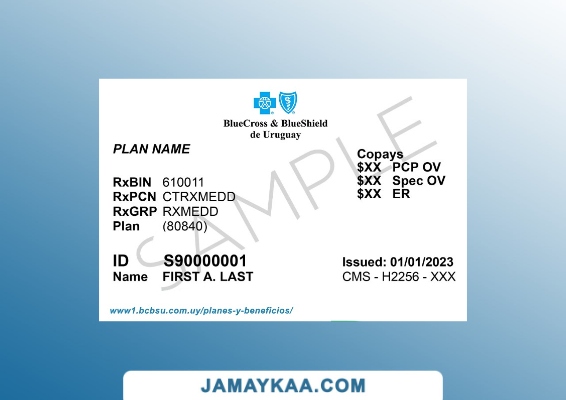 BlueCross & BlueShield
de Uruguay
PLAN NAME
RxBIN 610011
RxPCN CTRXMEDD
RxGRP RXMEDD
Plan (80840)
Copays
$XX PCP OV
$XX Spec OV
$XX ER
SAMPLE
ID S90000001
Name FIRST A. LAST
Issued: 01/01/2023
CMS - H2256 - XXX
www1.bcbsu.com.uy/planes-y-beneficios/
JAMAYKAA.COM